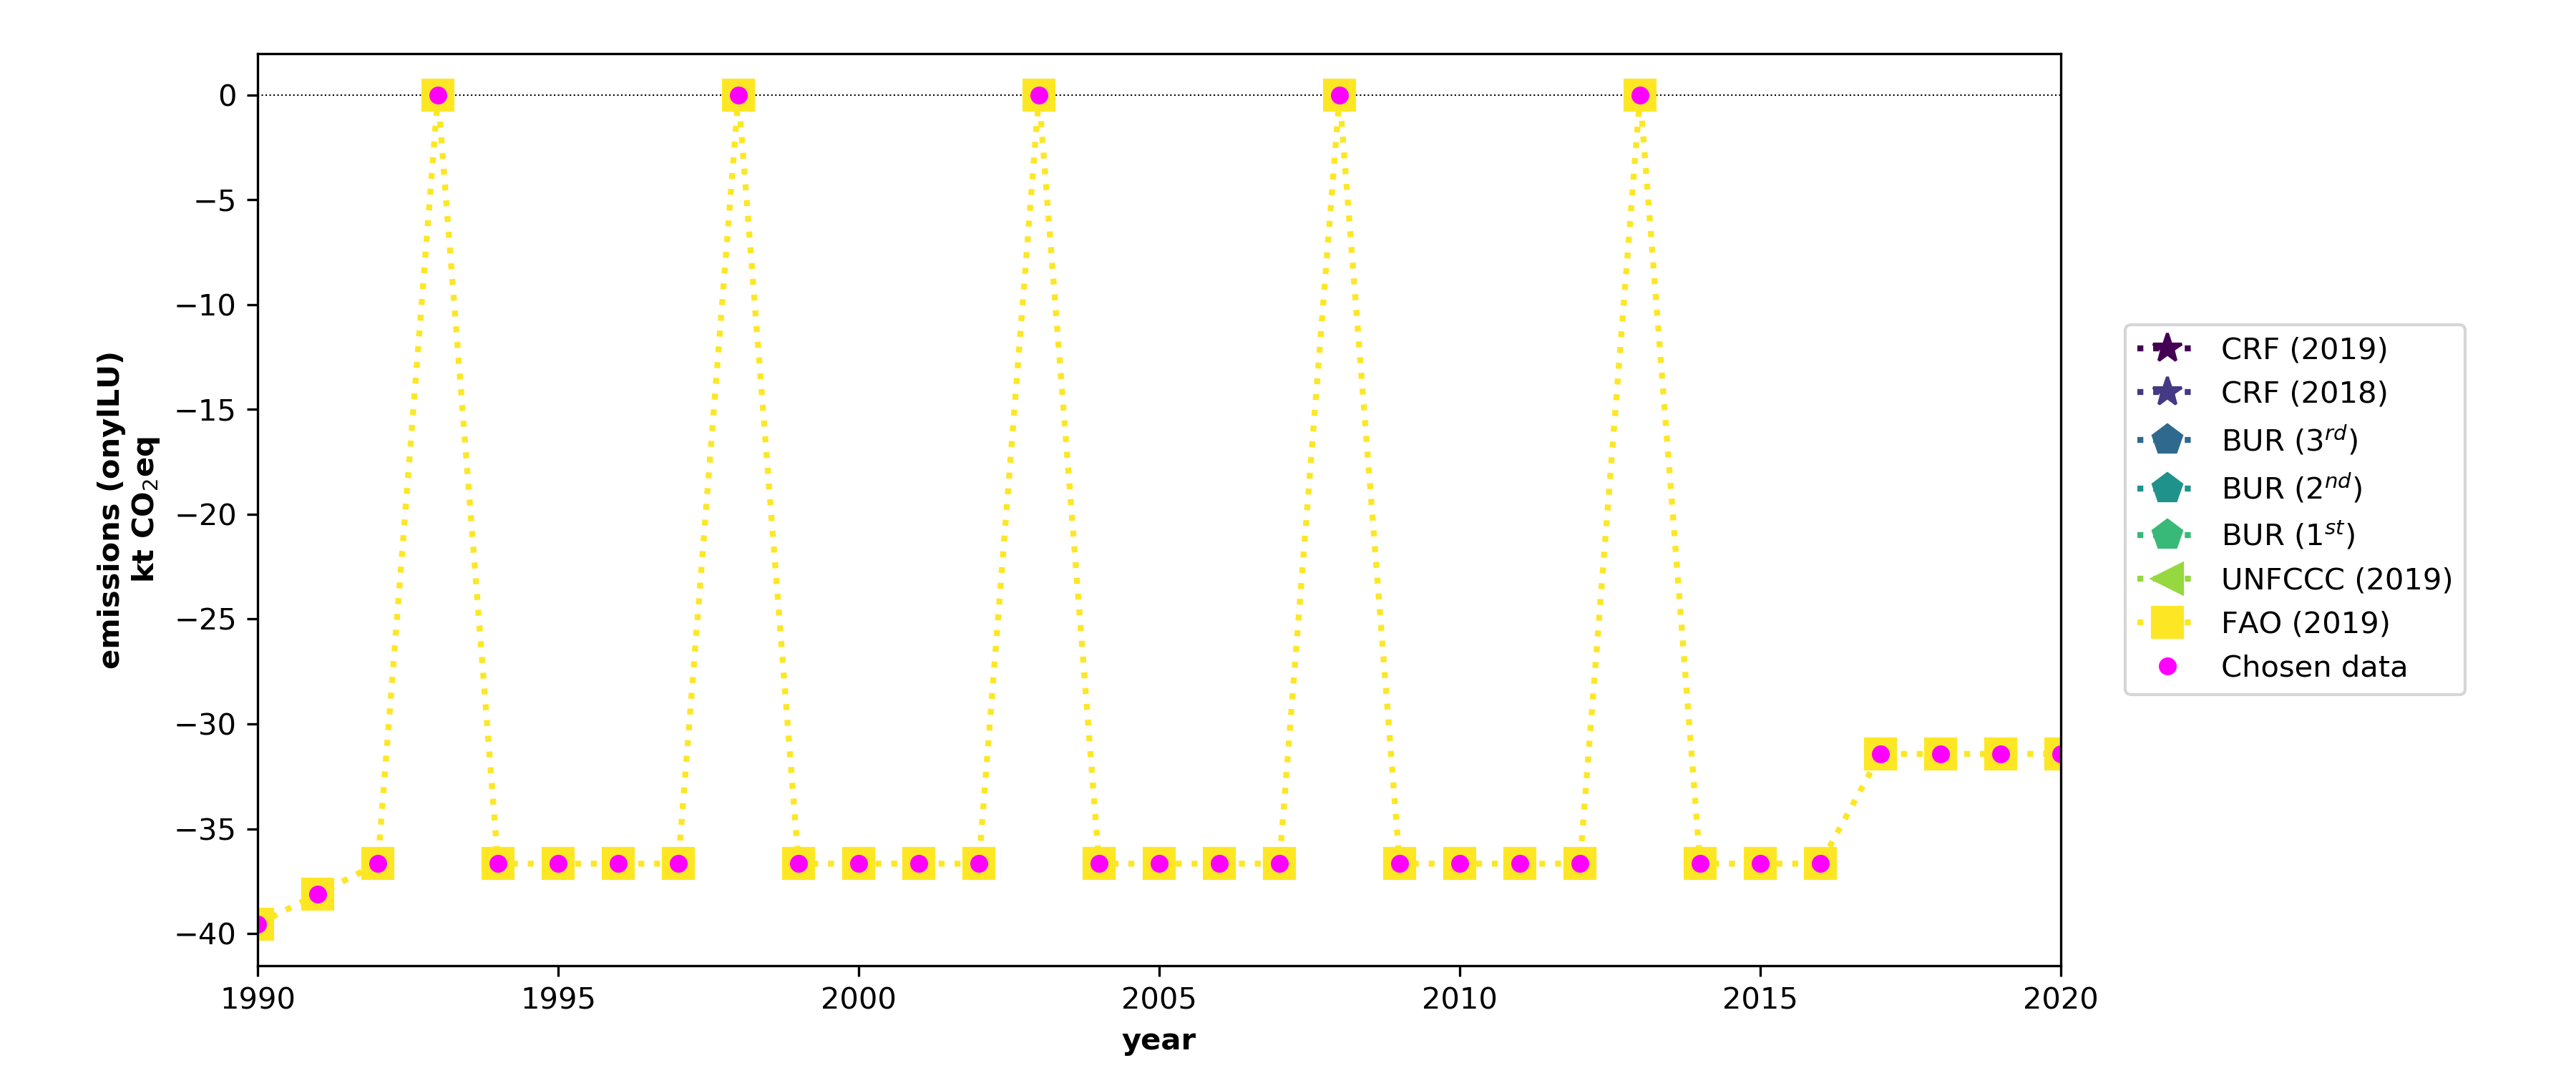 0
−5
−10
−15
−20
−25
−30
−35
−40
emissions (onylLU)
kt CO₂eq
1990 1995 2000 2005 2010 2015 2020
year
CRF (2019)
CRF (2018)
BUR (3rd)
BUR (2nd)
BUR (1st)
UNFCCC (2019)
FAO (2019)
Chosen data